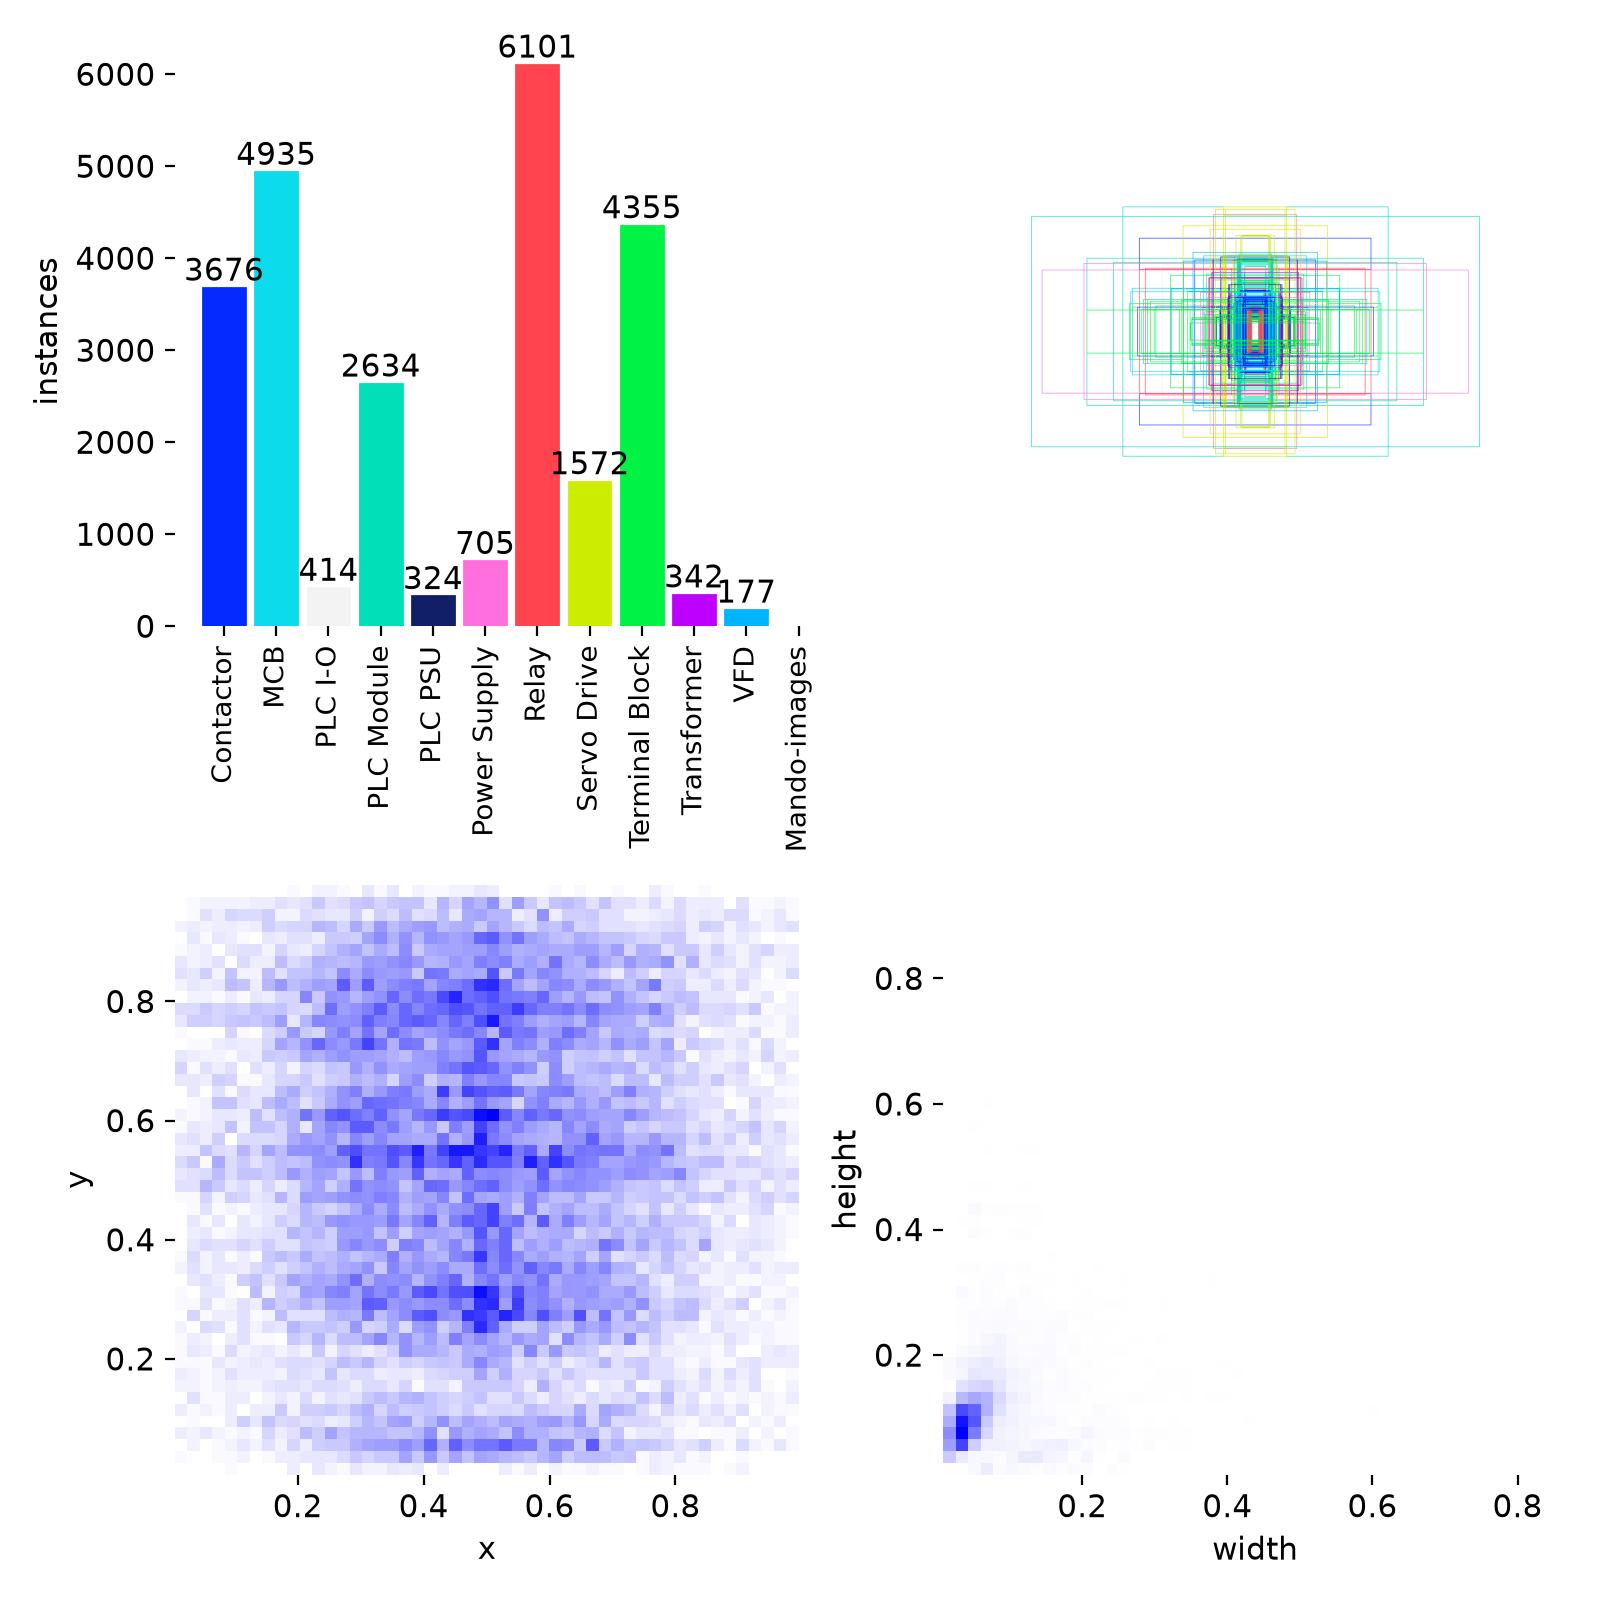 6101
6000
5000
4935
4355
4000
3676
3000
2634
2000
1572
1000
705
414
324
342
177
0
instances
Contactor
MCB
PLC I-O
PLC Module
PLC PSU
Power Supply
Relay
Servo Drive
Terminal Block
Transformer
VFD
Mando-images
0.8
0.6
0.4
0.2
y
0.2 0.4 0.6 0.8
x
0.8
0.6
0.4
0.2
height
0.2 0.4 0.6 0.8
width